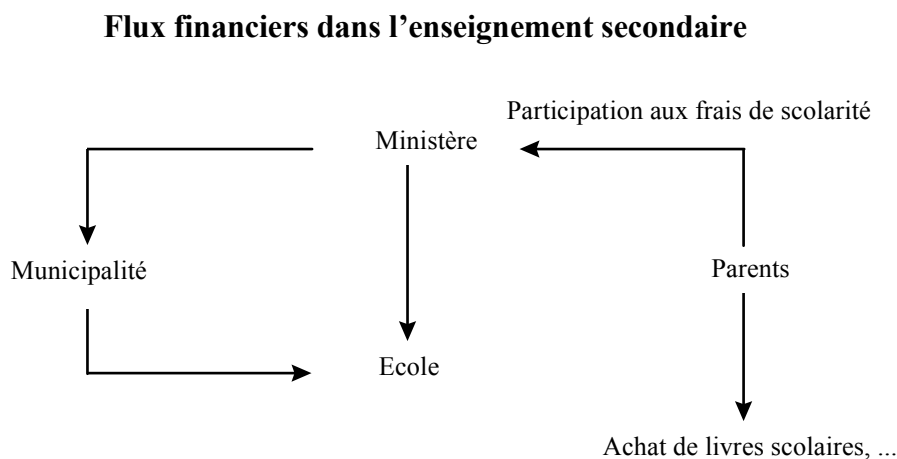 Flux financiers dans l’enseignement secondaire
Participation aux frais de scolarité
Ministère
Municipalité
Parents
Ecole
Achat de livres scolaires, ...